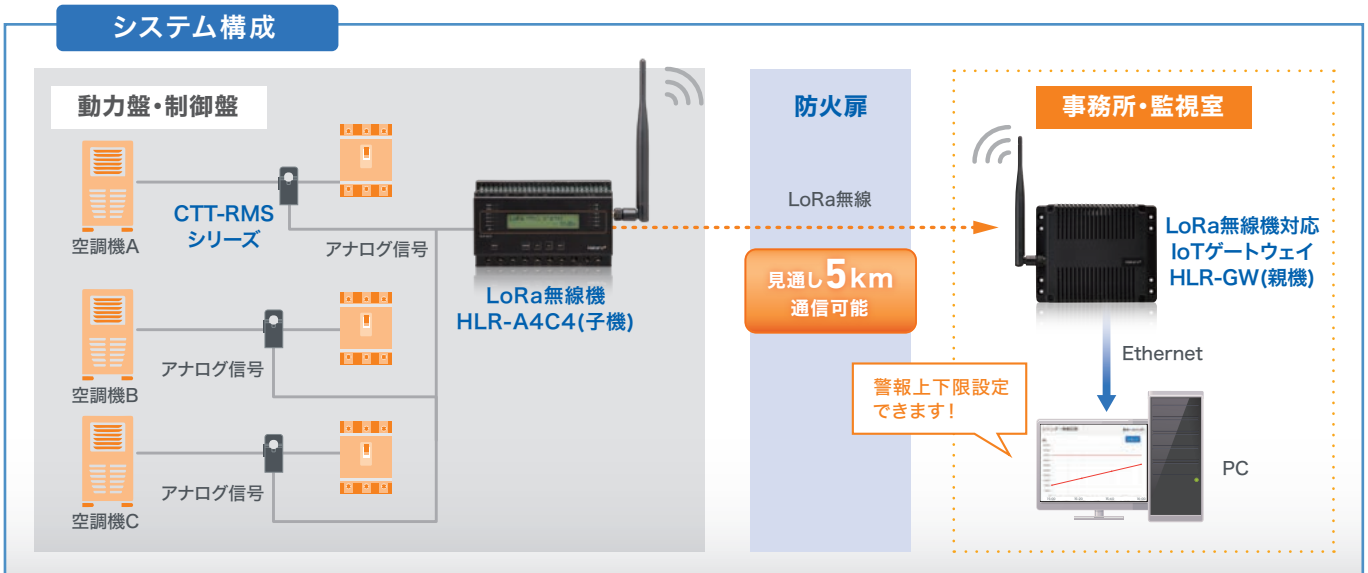 システム構成
動力盤・制御盤
空調機A
CTT-RMS
シリーズ
アナログ信号
LoRa無線機
HLR-A4C4(子機)
空調機B
アナログ信号
空調機C
アナログ信号
防火扉
LoRa無線
見通し5km
通信可能
事務所・監視室
LoRa無線機対応
IoTゲートウェイ
HLR-GW(親機)
Ethernet
警報上下限設定
できます!
PC